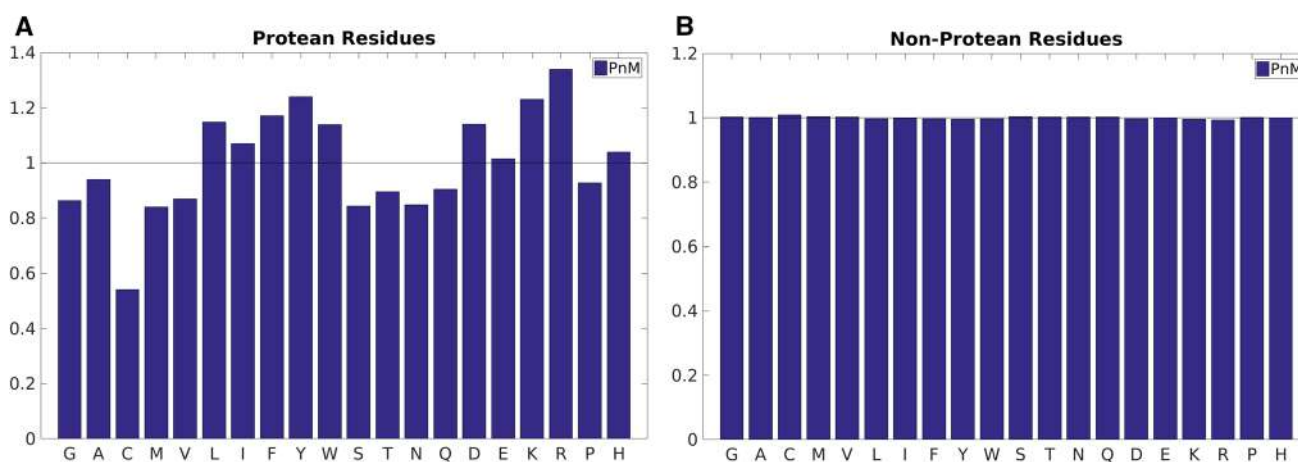 A
Protean Residues
PnM
1.4
1.2
1
0.8
0.6
0.4
0.2
0
G A C M V L I F Y W S T N Q D E K R P H
B
Non-Protean Residues
PnM
1.2
1
0.8
0.6
0.4
0.2
0
G A C M V L I F Y W S T N Q D E K R P H